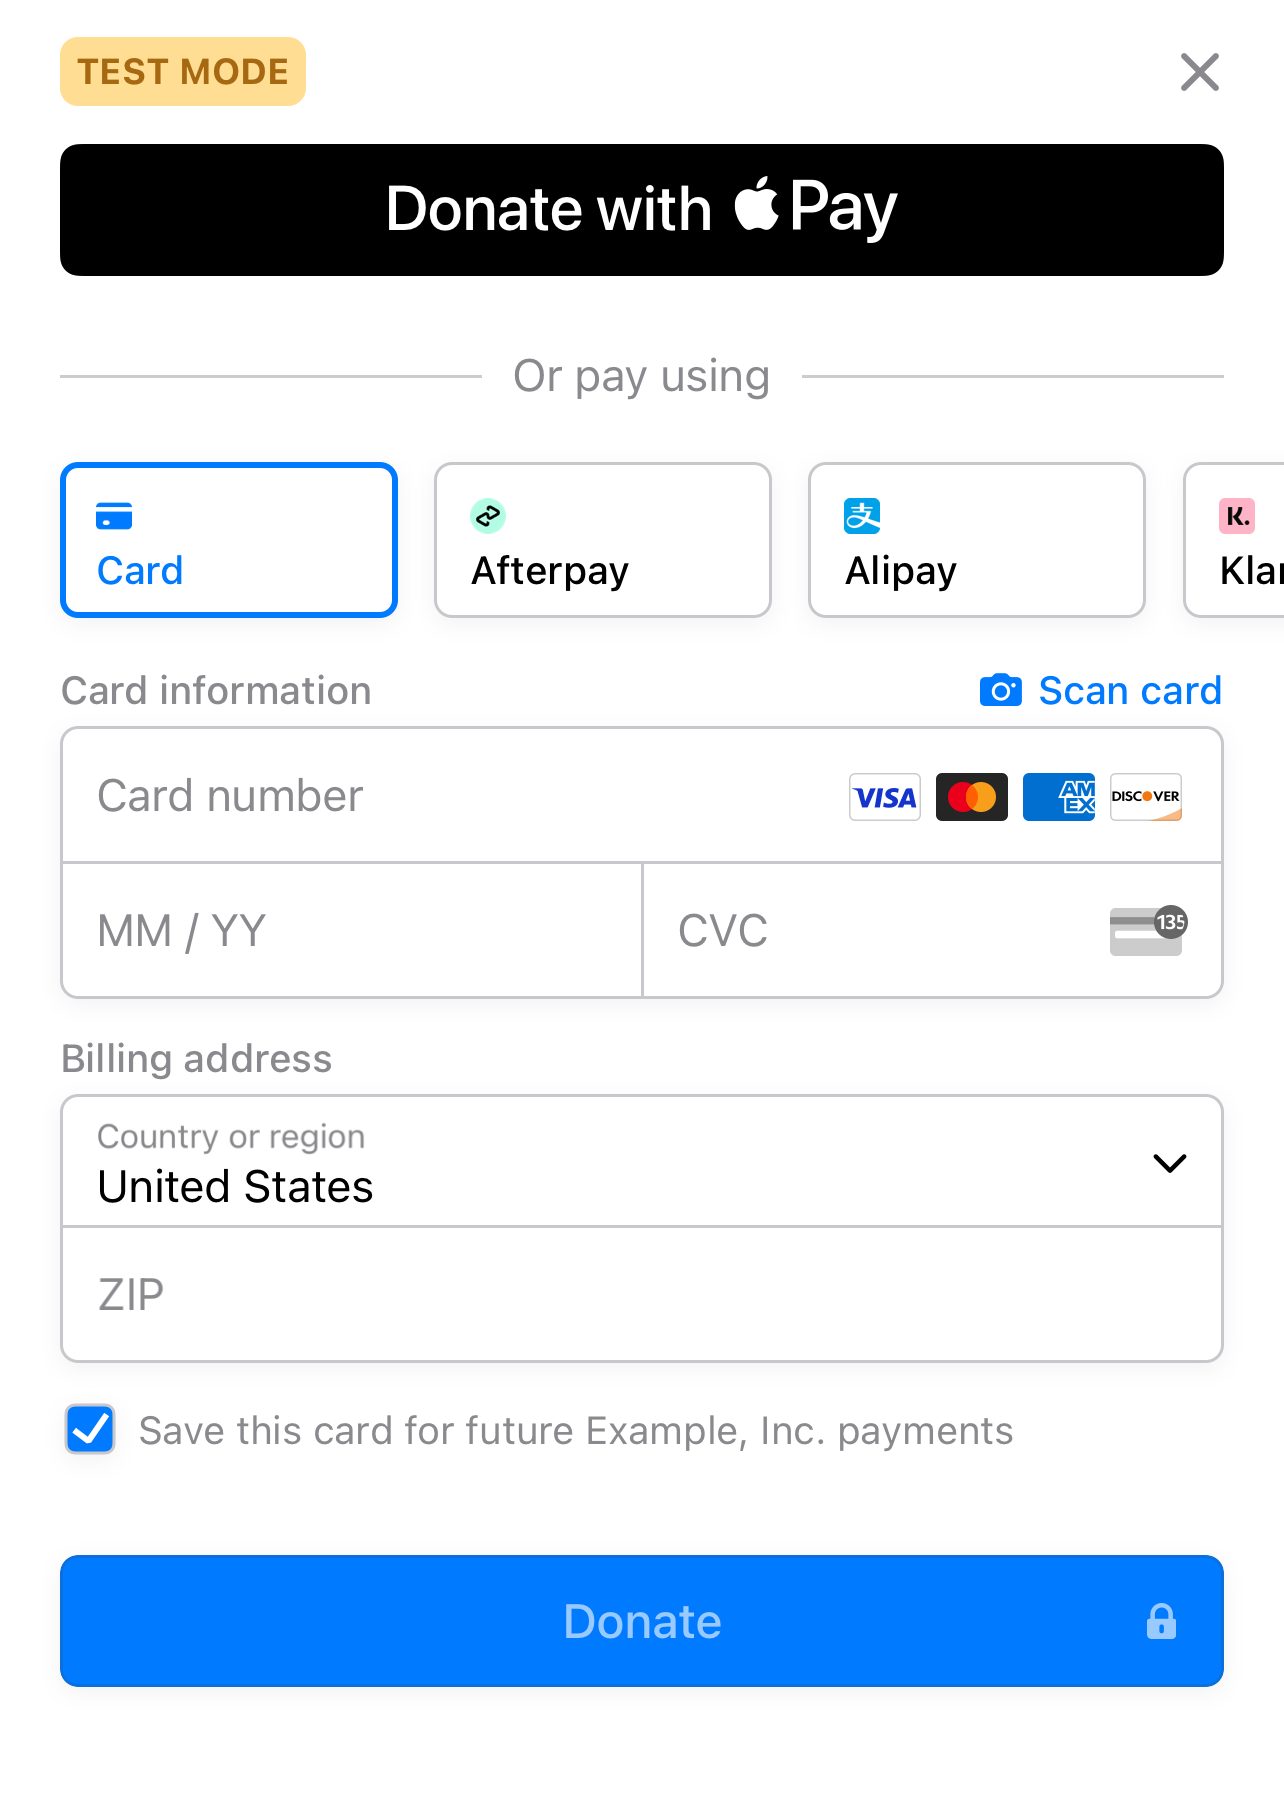 TEST MODE
Donate with Pay
Or pay using
Card
Afterpay
支
Alipay
K.
Klar
Card information
Scan card
Card number
VISA
AM
EX
DISCOVER
MM / YY
CVC
135
Billing address
Country or region
United States
ZIP
Save this card for future Example, Inc. payments
Donate